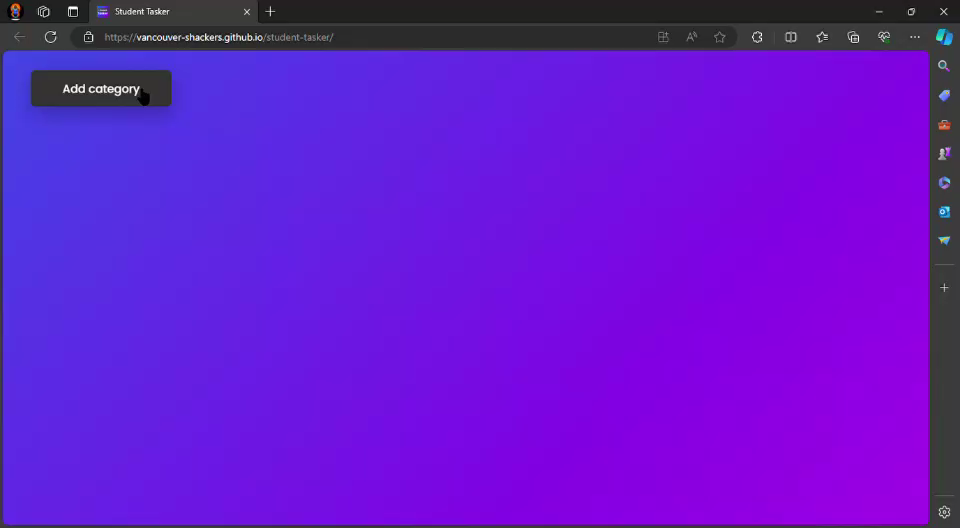 Student Tasker
https://vancouver-shackers.github.io/student-tasker/
Add category